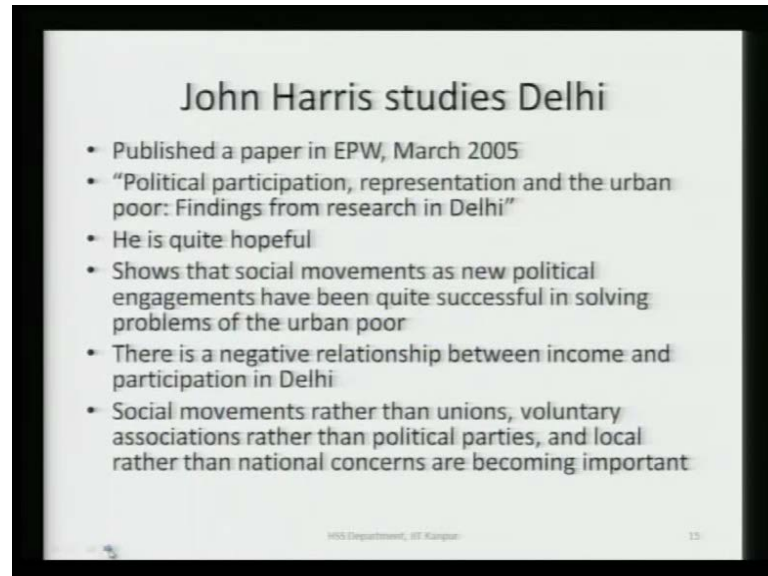 John Harris studies Delhi
• Published a paper in EPW, March 2005
• “Political participation, representation and the urban
poor: Findings from research in Delhi”
• He is quite hopeful
• Shows that social movements as new political
engagements have been quite successful in solving
problems of the urban poor
• There is a negative relationship between income and
participation in Delhi
• Social movements rather than unions, voluntary
associations rather than political parties, and local
rather than national concerns are becoming important
HSS Department, IIT Kanpur
15